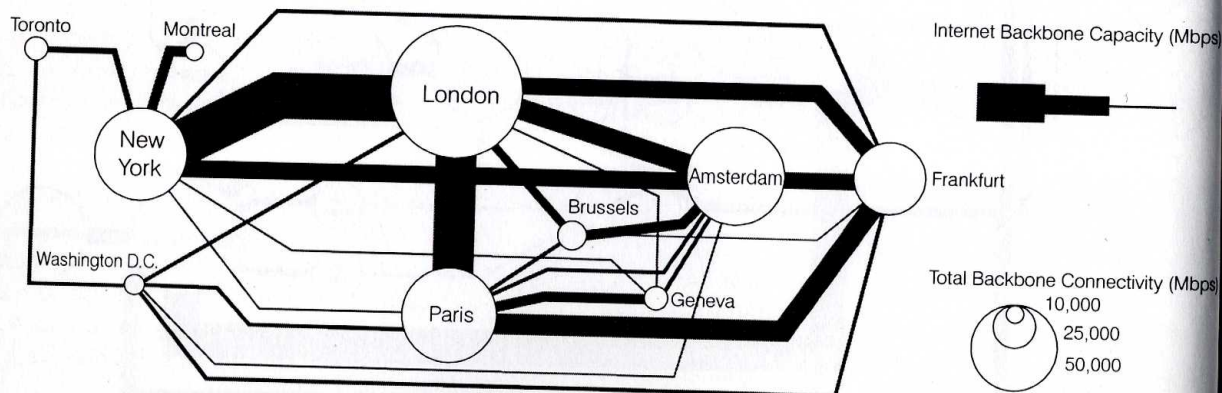 Toronto
Montreal
Internet Backbone Capacity (Mbps)
London
New
York
Amsterdam
Frankfurt
Brussels
Washington D.C.
Geneva
Paris
Total Backbone Connectivity (Mbps)
10,000
25,000
50,000